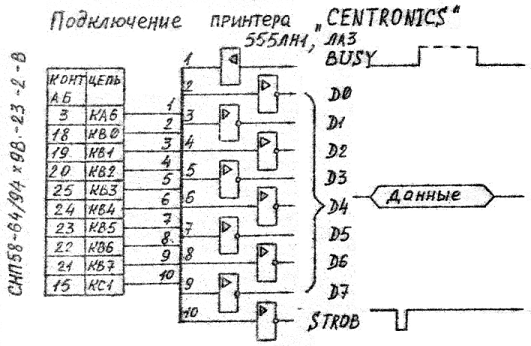 Подключение принтера „CENTRONICS“
555ЛН1, ЛА3
СНП58-64/94×9В-23-2-В
КОНТ ЦЕПЬ
АБ
3 КА6 1
18 КВ0 2
19 КВ1 3
20 КВ2 4
25 КВ3 5
24 КВ4 6
23 КВ5 7
22 КВ6 8
21 КВ7 9
15 КС1 10
1 BUSY
2 D0
3 D1
4 D2
5 D3
6 D4 данные
7 D5
8 D6
9 D7
10 STROB